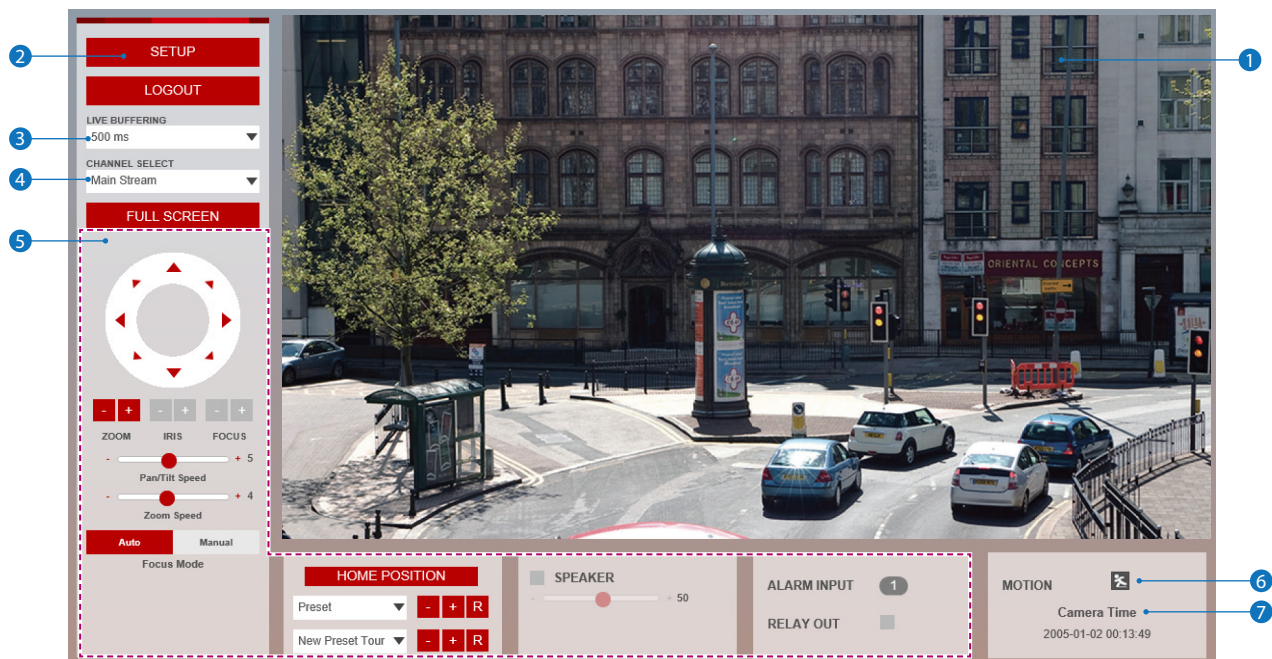 SETUP
LOGOUT
LIVE BUFFERING
500 ms
CHANNEL SELECT
Main Stream
FULL SCREEN
- + - + - +
ZOOM IRIS FOCUS
- + 5
Pan/Tilt Speed
- + 4
Zoom Speed
Auto Manual
Focus Mode
HOME POSITION
Preset - + R
New Preset Tour - + R
SPEAKER
- + 50
ALARM INPUT 1
RELAY OUT
MOTION
Camera Time
2005-01-02 00:13:49
ORIENTAL CONCEPTS
1
2
3
4
5
6
7